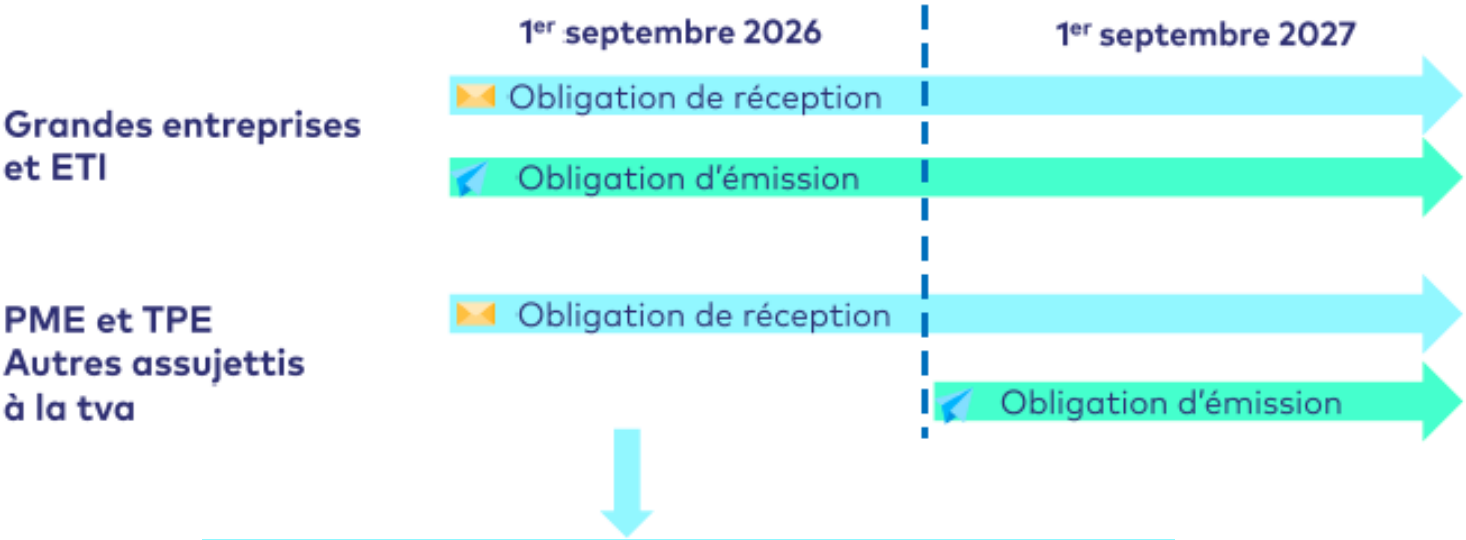 1er septembre 2026
1er septembre 2027
Grandes entreprises
et ETI
Obligation de réception
Obligation d'émission
PME et TPE
Autres assujettis
à la tva
Obligation de réception
Obligation d'émission